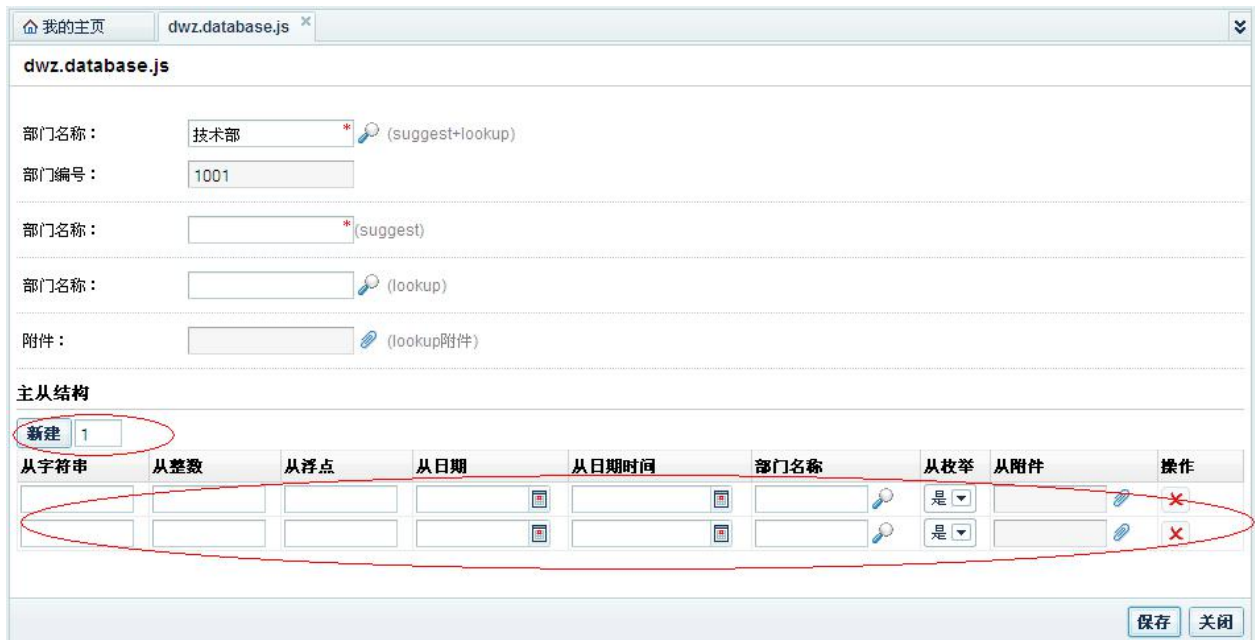 我的主页 dwz.database.js
dwz.database.js
部门名称： 技术部 * (suggest+lookup)
部门编号： 1001
部门名称： * (suggest)
部门名称： (lookup)
附件： (lookup附件)
主从结构
新建 1
从字符串 从整数 从浮点 从日期 从日期时间 部门名称 从枚举 从附件 操作
是
是
保存 关闭